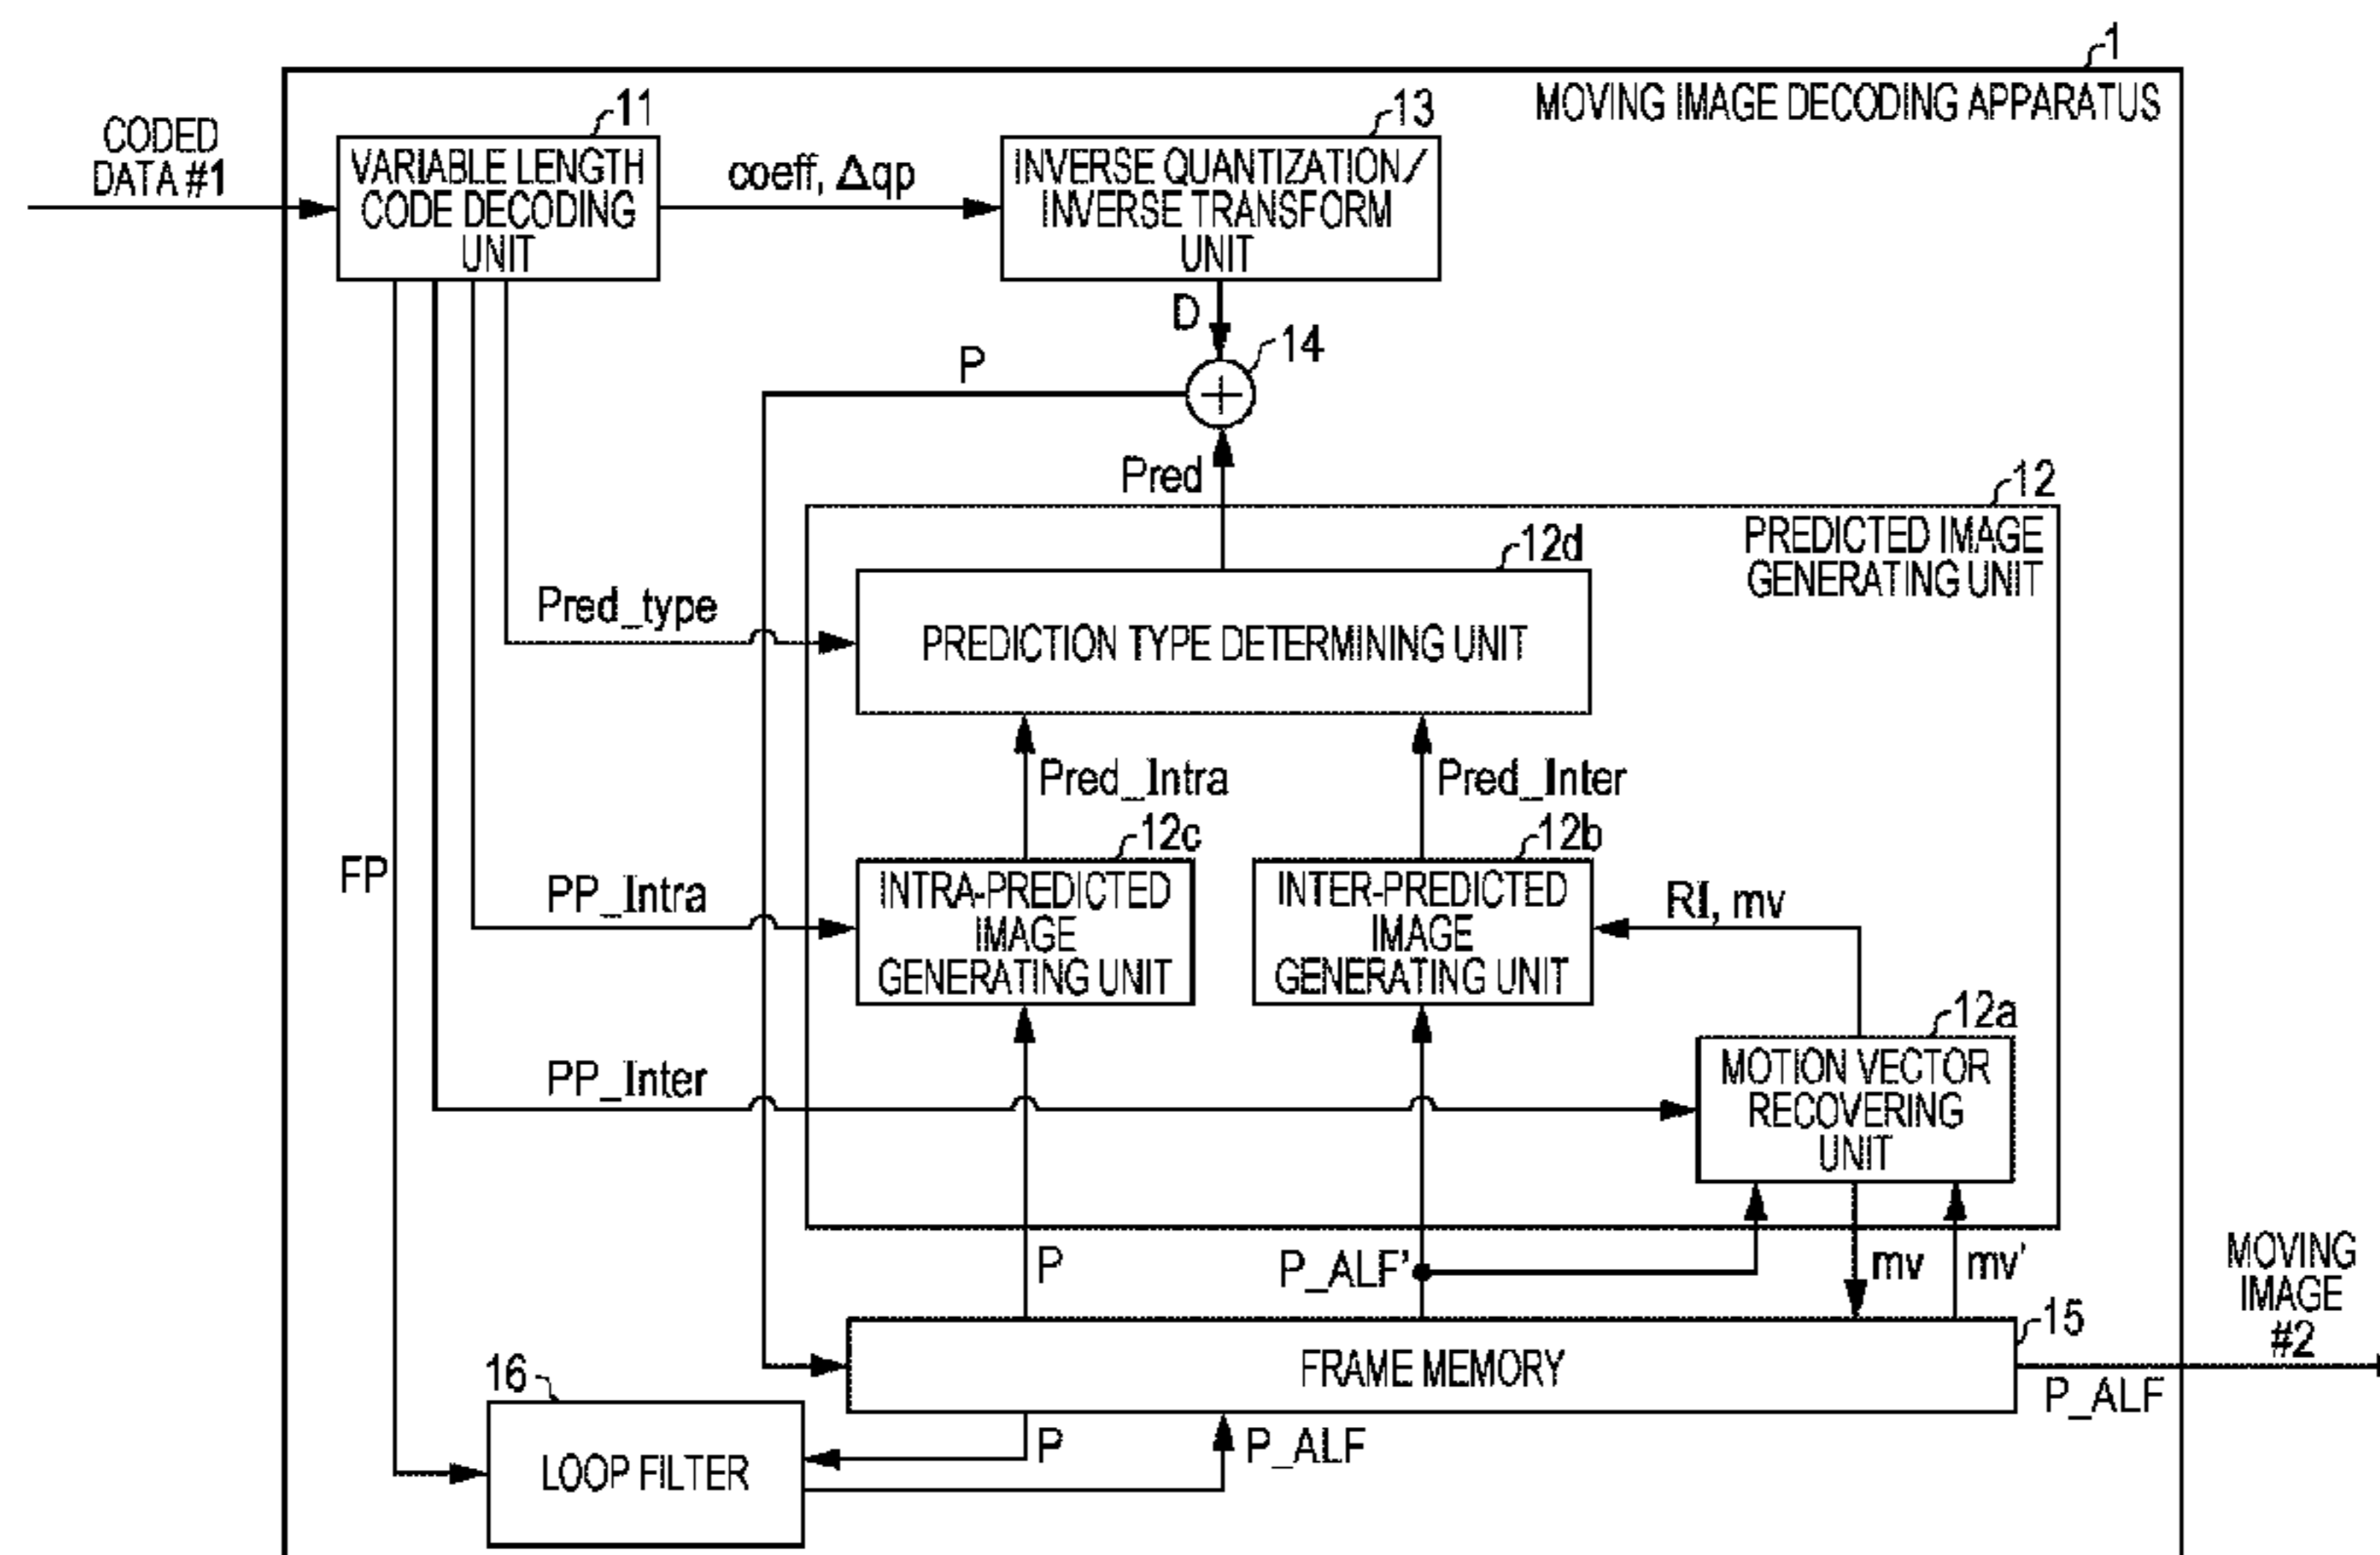 1
MOVING IMAGE DECODING APPARATUS
CODED
DATA #1
11
VARIABLE LENGTH
CODE DECODING
UNIT
coeff, Δqp
13
INVERSE QUANTIZATION/
INVERSE TRANSFORM
UNIT
D
14
P
Pred
12
PREDICTED IMAGE
GENERATING UNIT
12d
Pred_type
PREDICTION TYPE DETERMINING UNIT
Pred_Intra
Pred_Inter
12c
12b
FP
PP_Intra
INTRA-PREDICTED
IMAGE
GENERATING UNIT
INTER-PREDICTED
IMAGE
GENERATING UNIT
RI, mv
12a
PP_Inter
MOTION VECTOR
RECOVERING
UNIT
P
P_ALF'
mv
mv'
MOVING
IMAGE
#2
15
FRAME MEMORY
P_ALF
16
LOOP FILTER
P
P_ALF